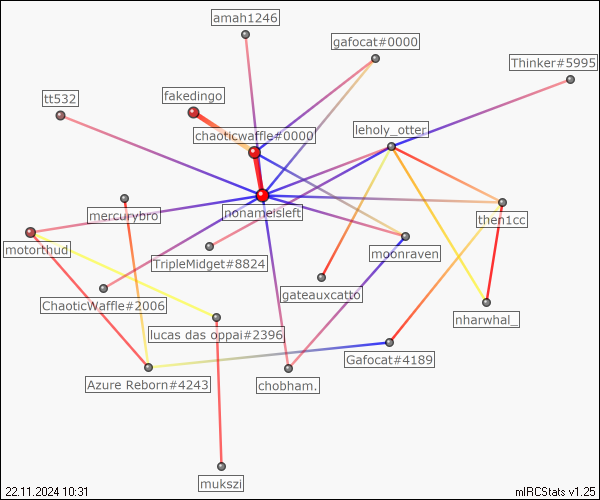 amah1246
gafocat#0000
Thinker#5995
fakedingo
tt532
chaoticwaffle#0000
leholy_otter
mercurybro
nonameisleft
then1cc
motorthud
moonraven
TripleMidget#8824
gateauxcatto
ChaoticWaffle#2006
nharwhal_
lucas das oppai#2396
Gafocat#4189
Azure Reborn#4243
chobham.
mukszi
22.11.2024 10:31
mIRCStats v1.25